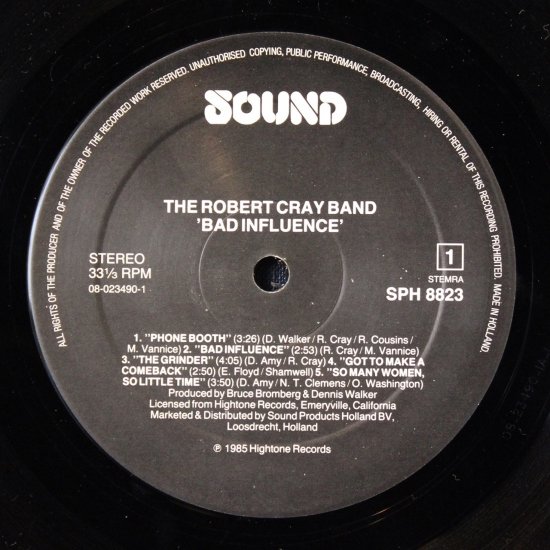 ALL RIGHTS OF THE PRODUCER AND OF THE OWNER OF THE RECORDED WORK RESERVED. UNAUTHORISED COPYING, PUBLIC PERFORMANCE, BROADCASTING, HIRING OR RENTAL OF THIS RECORDING PROHIBITED. MADE IN HOLLAND.
SOUND
THE ROBERT CRAY BAND
'BAD INFLUENCE'
STEREO
33⅓ RPM
08-023490-1
1
STEMRA
SPH 8823
1. "PHONE BOOTH" (3:26) (D. Walker / R. Cray / R. Cousins /
M. Vannice) 2. "BAD INFLUENCE" (2:53) (R. Cray / M. Vannice)
3. "THE GRINDER" (4:05) (D. Amy / R. Cray) 4. "GOT TO MAKE A
COMEBACK" (2:50) (E. Floyd / Shamwell) 5. "SO MANY WOMEN,
SO LITTLE TIME" (3:50) (D. Amy / N. T. Clemens / O. Washington)
Produced by Bruce Bromberg & Dennis Walker
Licensed from Hightone Records, Emeryville, California
Marketed & Distributed by Sound Products Holland BV,
Loosdrecht, Holland
℗ 1985 Hightone Records